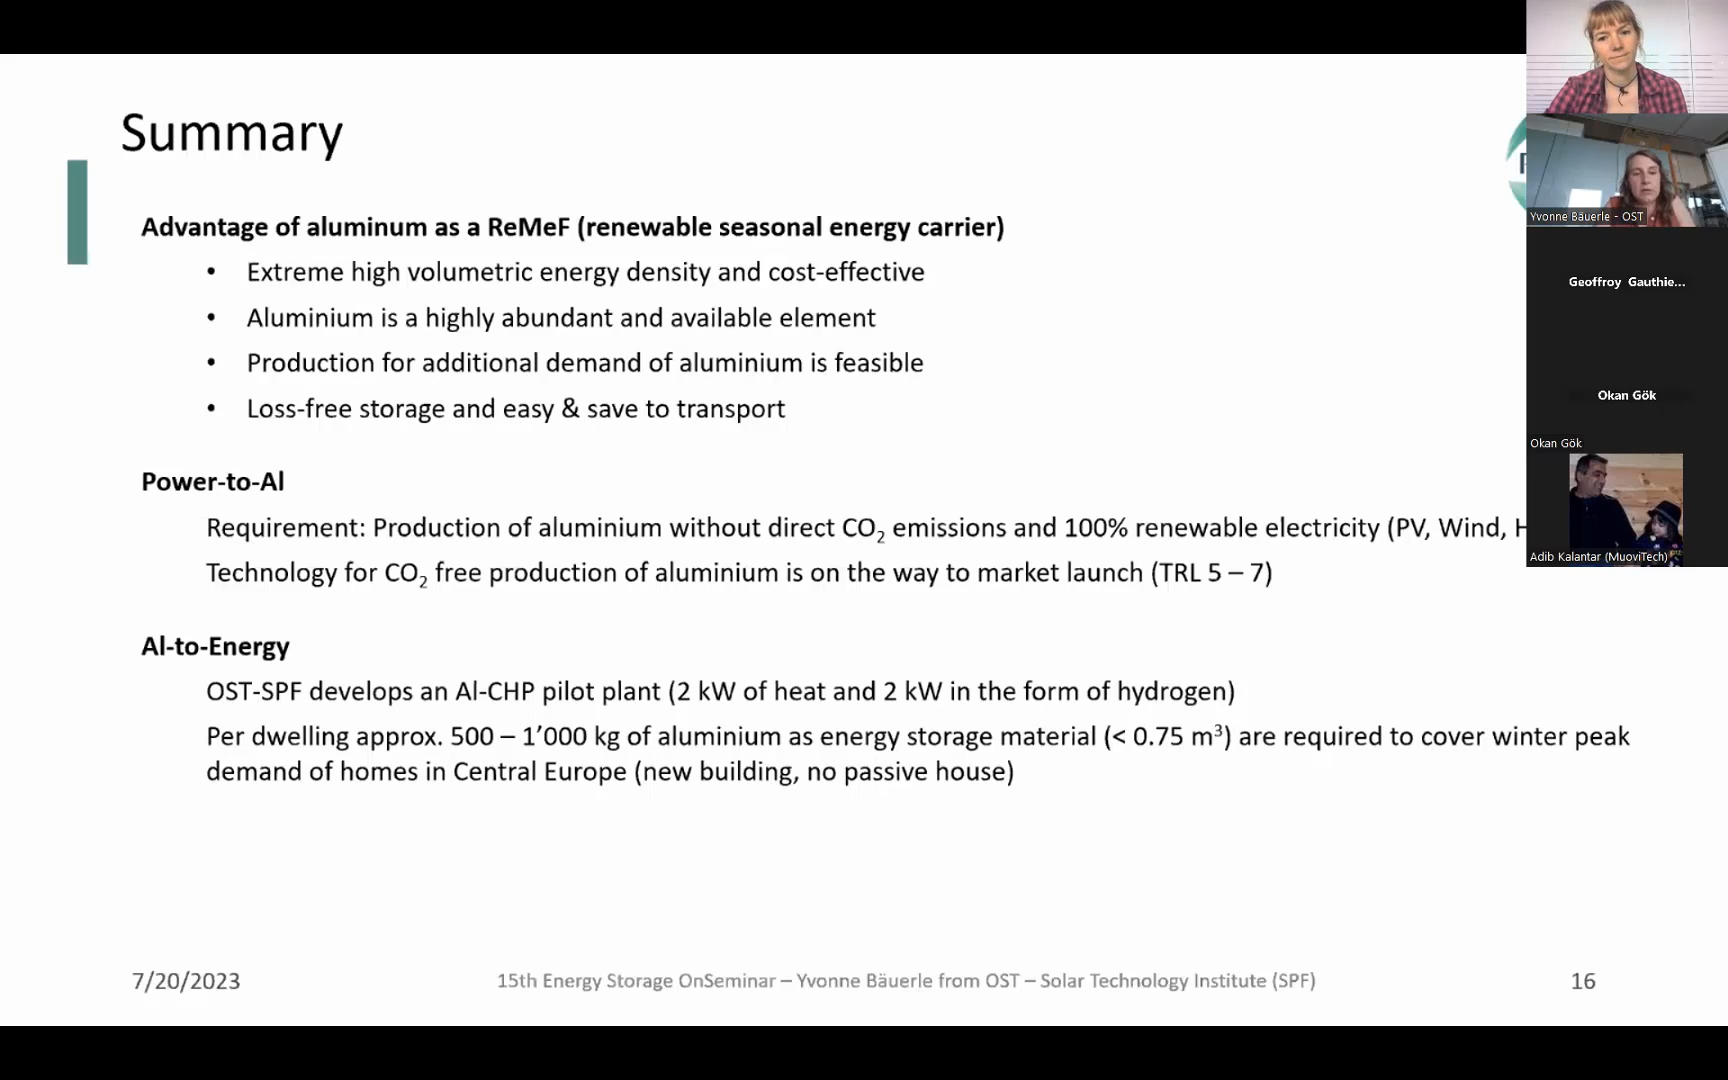 Summary
Advantage of aluminum as a ReMeF (renewable seasonal energy carrier)
• Extreme high volumetric energy density and cost-effective
• Aluminium is a highly abundant and available element
• Production for additional demand of aluminium is feasible
• Loss-free storage and easy & save to transport
Power-to-Al
Requirement: Production of aluminium without direct CO₂ emissions and 100% renewable electricity (PV, Wind, H
Technology for CO₂ free production of aluminium is on the way to market launch (TRL 5 – 7)
Al-to-Energy
OST-SPF develops an Al-CHP pilot plant (2 kW of heat and 2 kW in the form of hydrogen)
Per dwelling approx. 500 – 1’000 kg of aluminium as energy storage material (< 0.75 m³) are required to cover winter peak
demand of homes in Central Europe (new building, no passive house)
7/20/2023
15th Energy Storage OnSeminar – Yvonne Bäuerle from OST – Solar Technology Institute (SPF)
16
Yvonne Bäuerle - OST
Geoffroy Gauthie...
Okan Gök
Okan Gök
Adib Kalantar (MuoviTech)